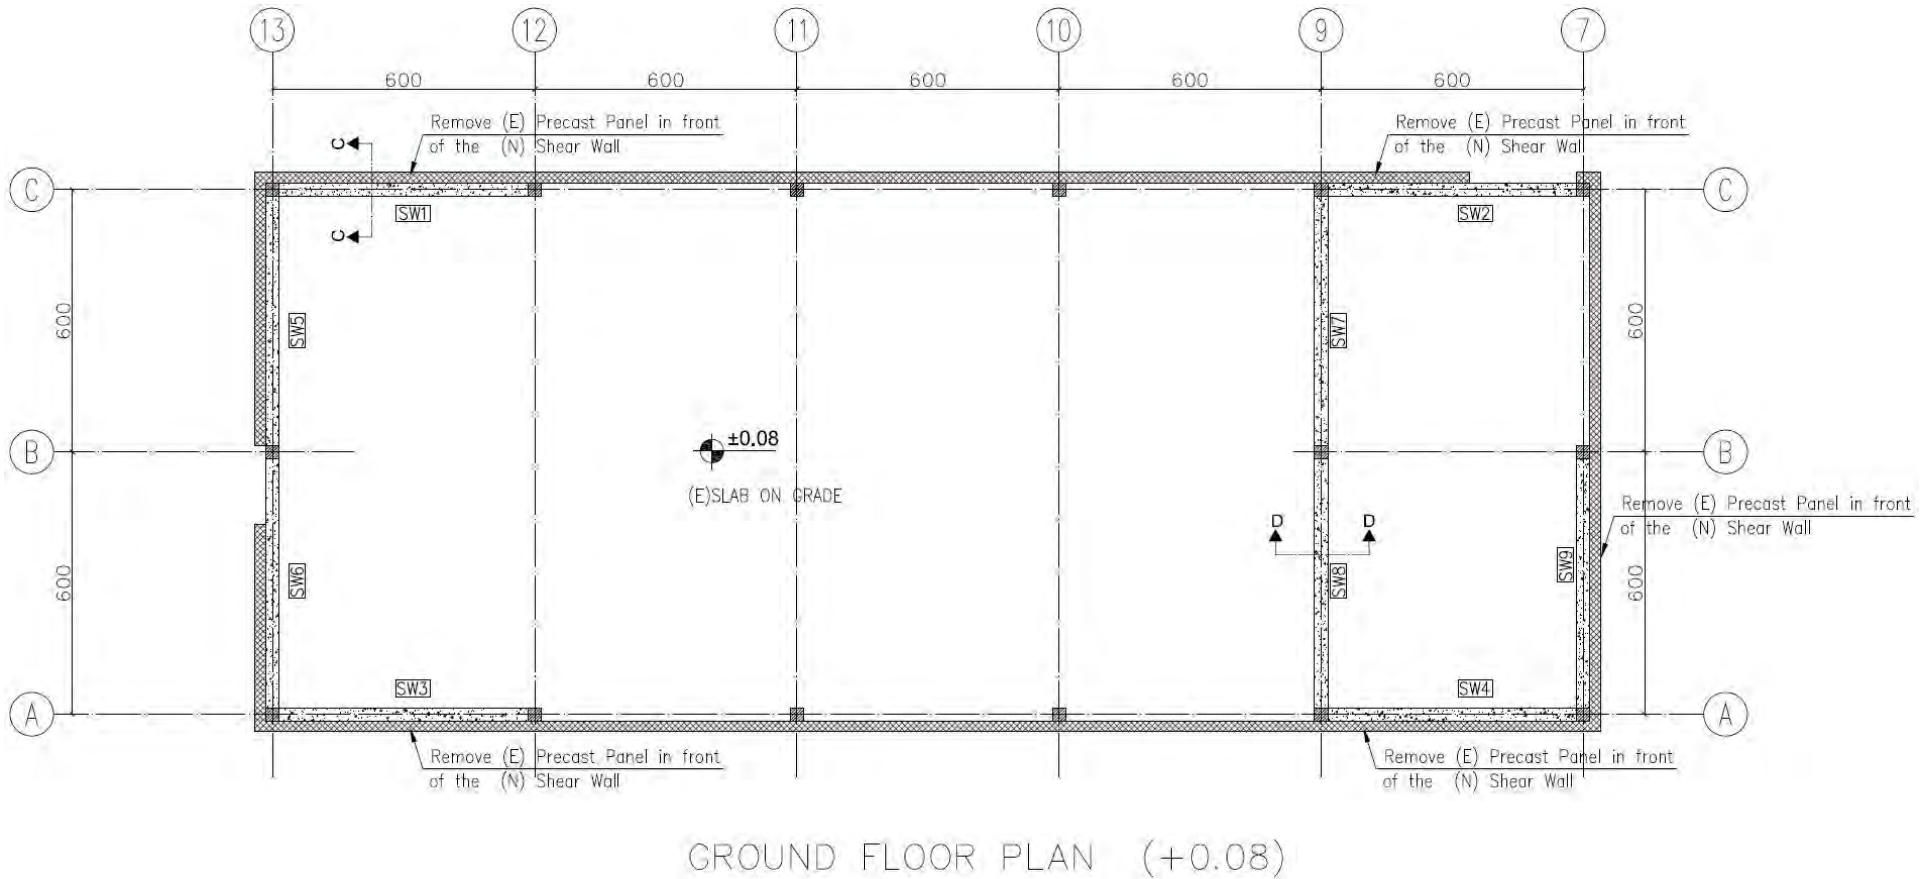 13 12 11 10 9 7
600 600 600 600 600
Remove (E) Precast Panel in front
of the (N) Shear Wall
Remove (E) Precast Panel in front
of the (N) Shear Wall
C
C C
SW1 SW2
C
600 SW5 SW7 600
B ±0.08 B
(E)SLAB ON GRADE
Remove (E) Precast Panel in front
of the (N) Shear Wall
D D
600 SW6 SW8 SW9 600
SW3 SW4
A A
Remove (E) Precast Panel in front
of the (N) Shear Wall
Remove (E) Precast Panel in front
of the (N) Shear Wall
GROUND FLOOR PLAN (+0.08)